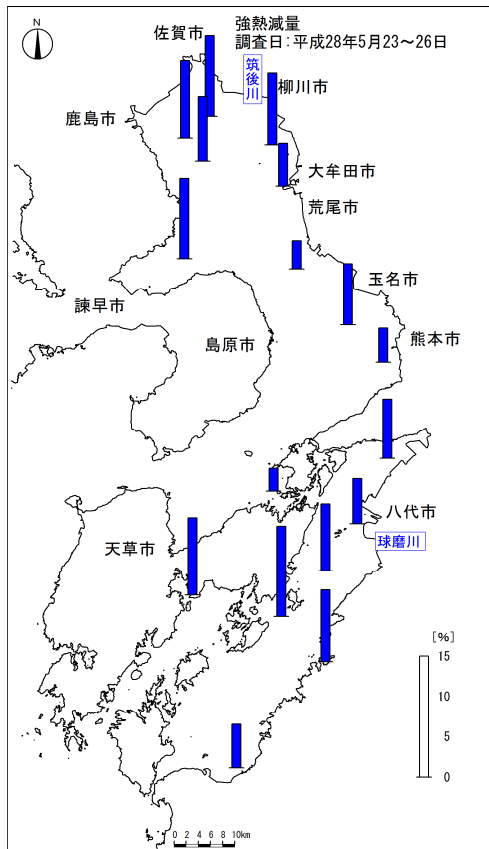 N
強熱減量
調査日：平成28年5月23～26日
佐賀市
筑後川
柳川市
鹿島市
大牟田市
荒尾市
玉名市
諫早市
島原市
熊本市
八代市
天草市
球磨川
[%]
15
10
5
0
0 2 4 6 8 10km